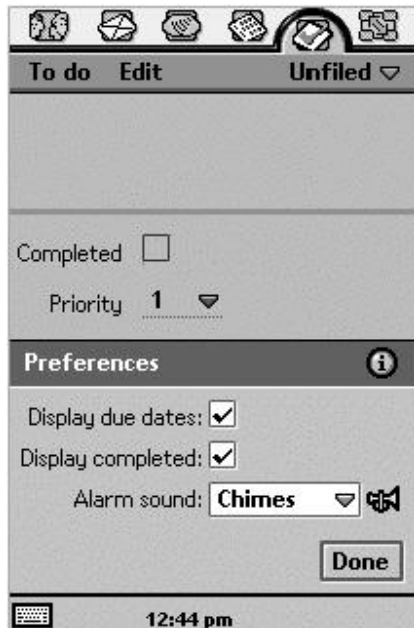 To do Edit Unfiled
Completed
Priority 1
Preferences
Display due dates:
Display completed:
Alarm sound: Chimes
Done
12:44 pm